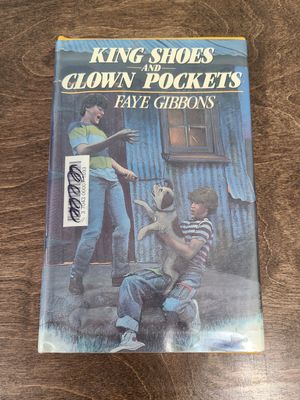 KING SHOES
AND
CLOWN POCKETS
FAYE GIBBONS